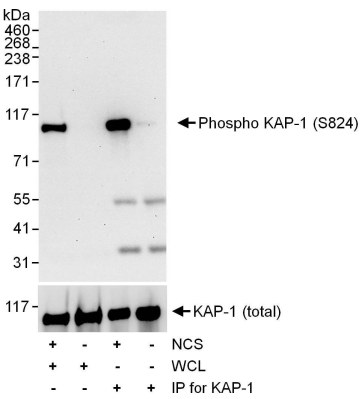 kDa
460
268
238
171
117
71
55
41
31
Phospho KAP-1 (S824)
117
KAP-1 (total)
+ - + - NCS
+ + - - WCL
- - + + IP for KAP-1